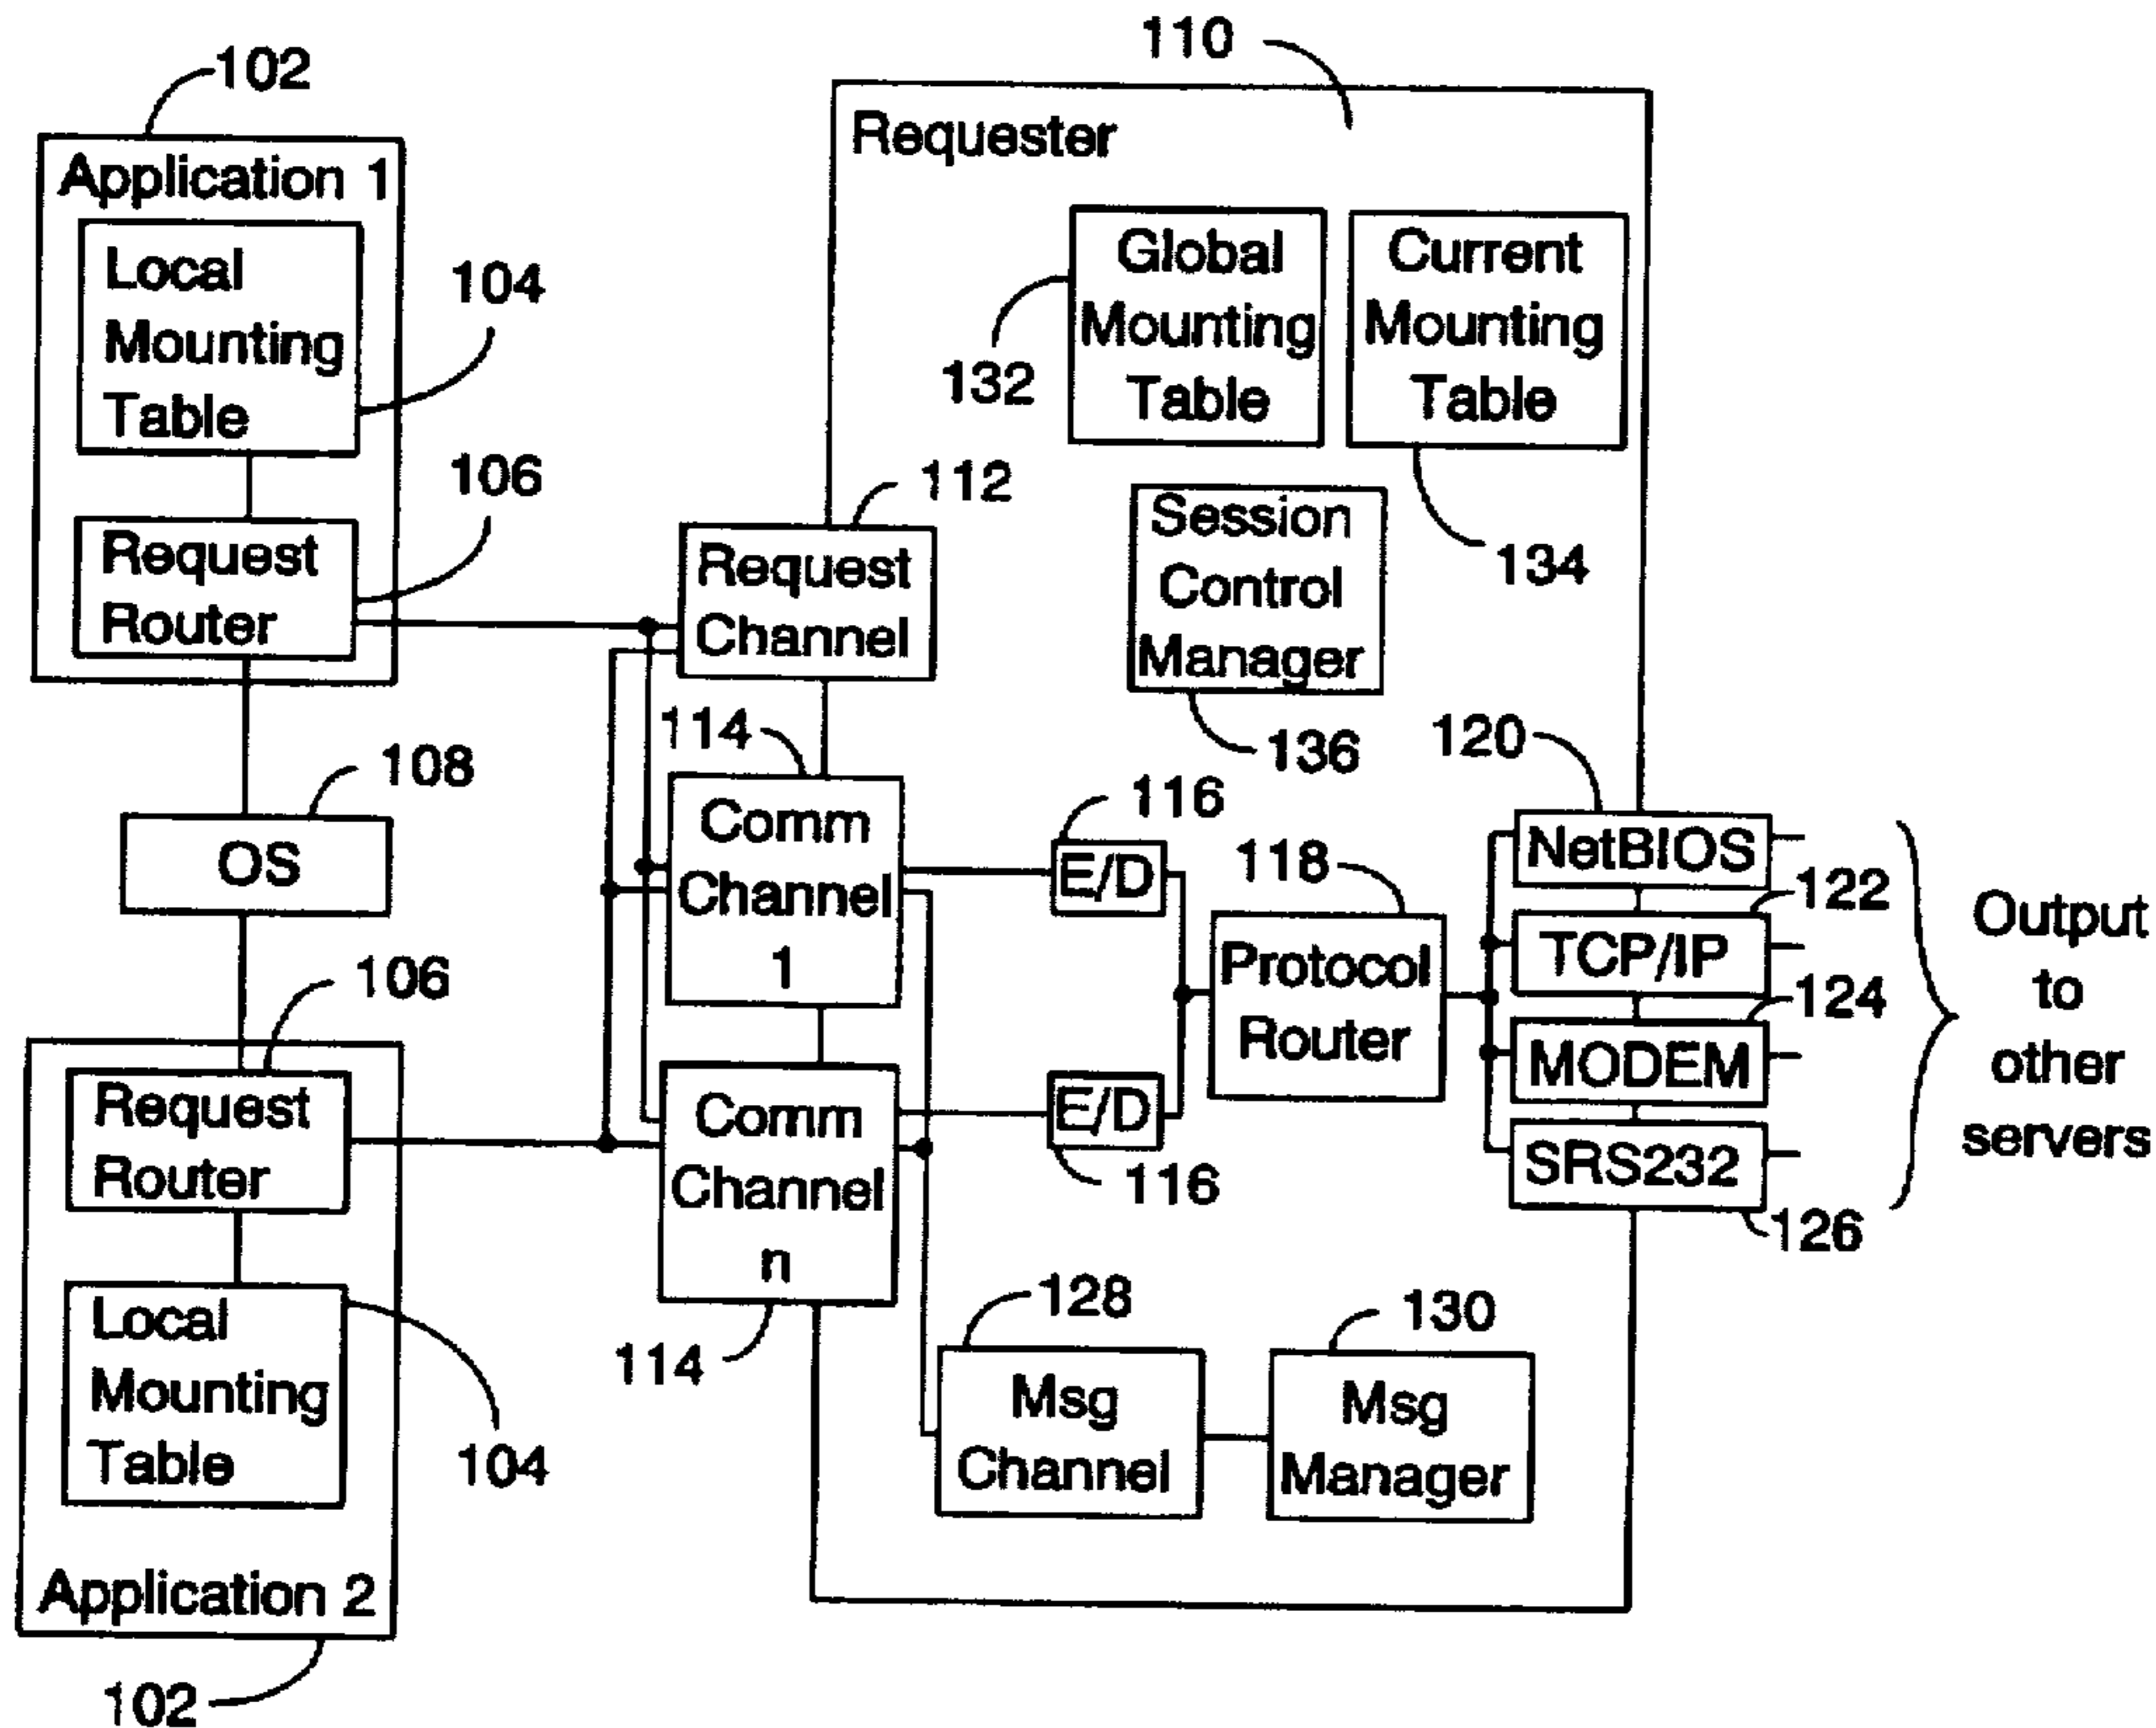 110
102
Requester
Application 1
Local
Mounting
Table
104
Global
Mounting
Table
132
Current
Mounting
Table
134
106
Request
Router
112
Request
Channel
Session
Control
Manager
136
108
OS
114
Comm
Channel
1
116
E/D
118
Protocol
Router
120
NetBIOS
122
TCP/IP
124
MODEM
SRS232
126
Output
to
other
servers
106
Request
Router
Comm
Channel
n
114
E/D
116
Local
Mounting
Table
104
128
Msg
Channel
130
Msg
Manager
Application 2
102